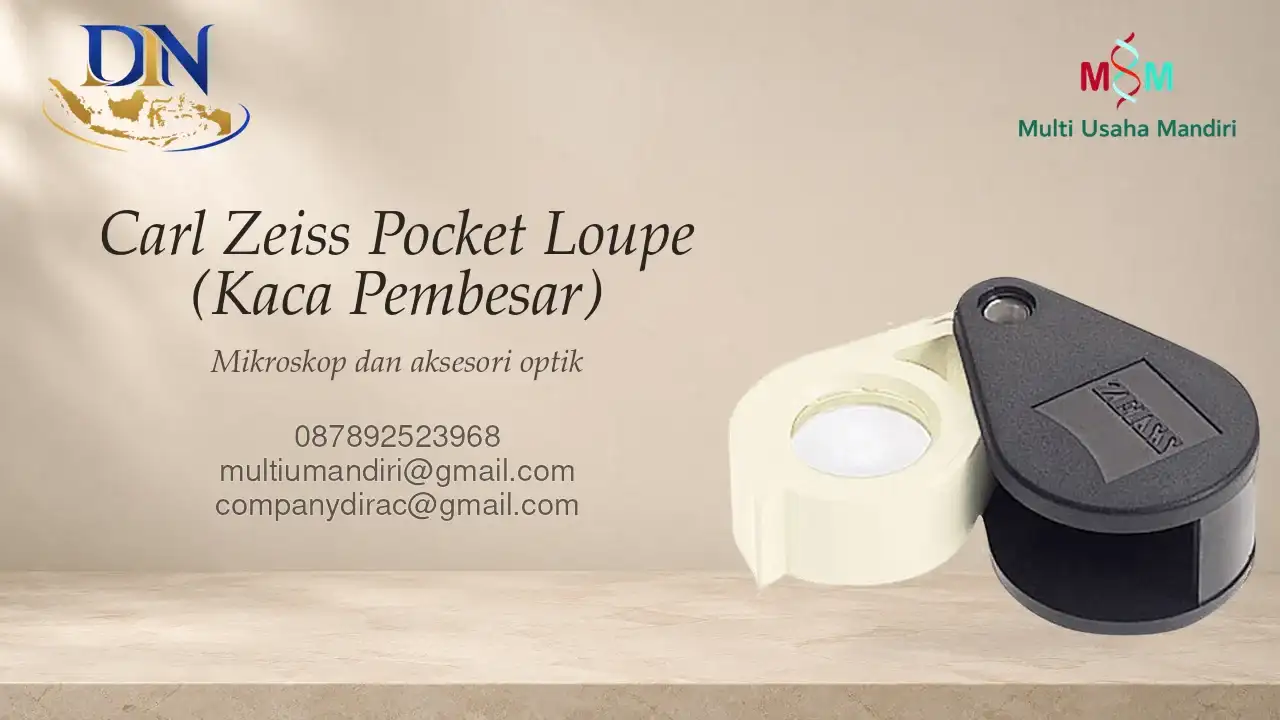 DIN
MSM
Multi Usaha Mandiri
Carl Zeiss Pocket Loupe
(Kaca Pembesar)
Mikroskop dan aksesori optik
087892523968
multiumandiri@gmail.com
companydirac@gmail.com
ZEISS